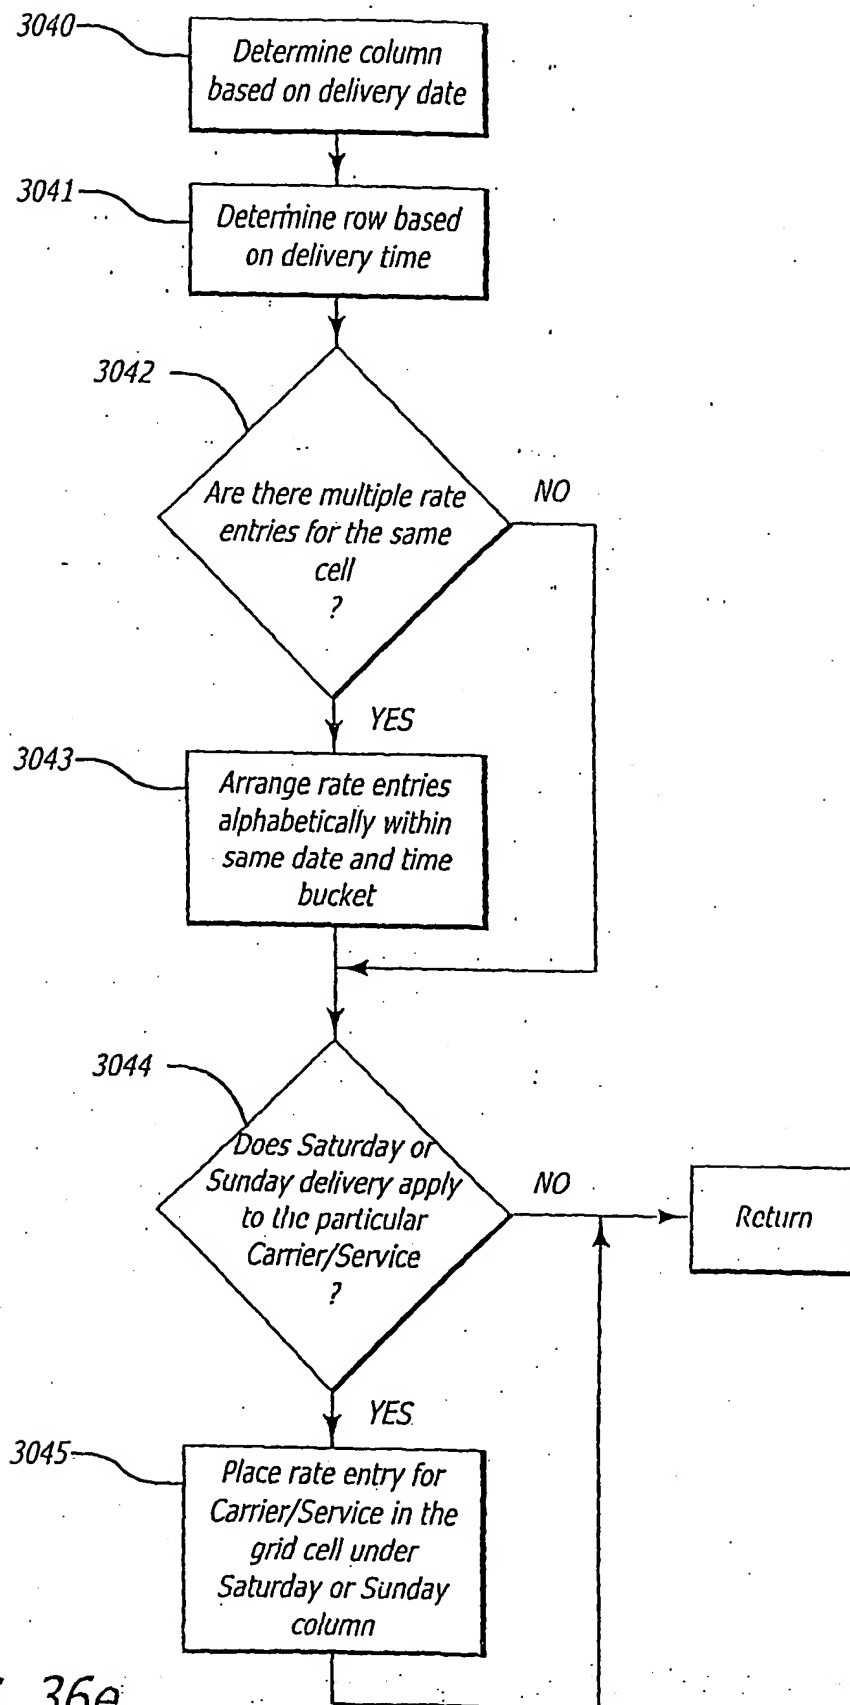 3040
Determine column
based on delivery date
3041
Determine row based
on delivery time
3042
Are there multiple rate
entries for the same
cell
?
NO
YES
3043
Arrange rate entries
alphabetically within
same date and time
bucket
3044
Does Saturday or
Sunday delivery apply
to the particular
Carrier/Service
?
NO
Return
YES
3045
Place rate entry for
Carrier/Service in the
grid cell under
Saturday or Sunday
column
36e